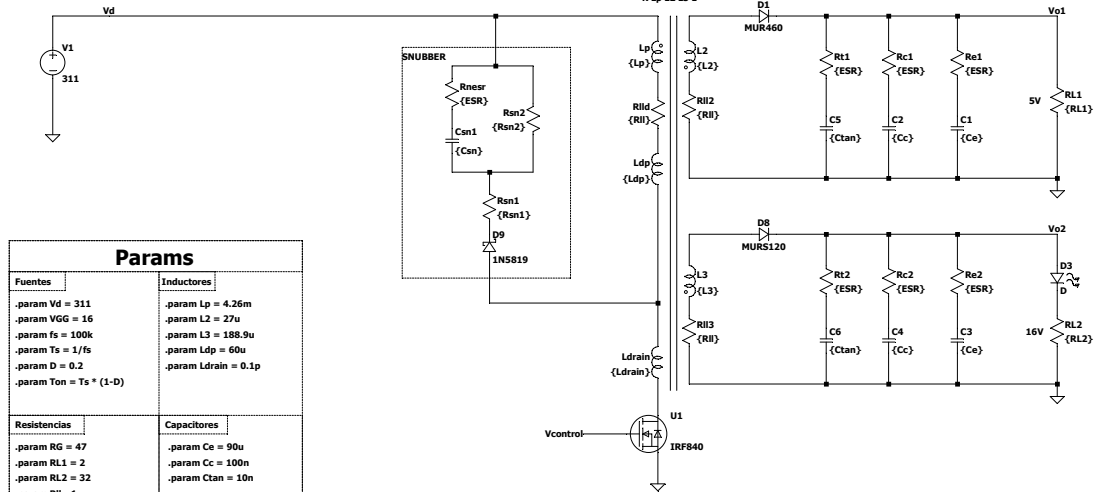 Vd
V1
311
SNUBBER
Rnesr
{ESR}
Csn1
{Csn}
Rsn2
{Rsn2}
Rsn1
{Rsn1}
D9
1N5819
Lp
{Lp}
Rlld
{Rll}
Ldp
{Ldp}
Ldrain
{Ldrain}
U1
IRF840
Vcontrol
L2
{L2}
Rll2
{Rll}
D1
MUR460
Rt1
{ESR}
C5
{Ctan}
Rc1
{ESR}
C2
{Cc}
Re1
{ESR}
C1
{Ce}
Vo1
5V
RL1
{RL1}
L3
{L3}
Rll3
{Rll}
D8
MURS120
Rt2
{ESR}
C6
{Ctan}
Rc2
{ESR}
C4
{Cc}
Re2
{ESR}
C3
{Ce}
Vo2
D3
D
16V
RL2
{RL2}
Params
Fuentes
.param Vd = 311
.param VGG = 16
.param fs = 100k
.param Ts = 1/fs
.param D = 0.2
.param Ton = Ts * (1-D)
Inductores
.param Lp = 4.26m
.param L2 = 27u
.param L3 = 188.9u
.param Ldp = 60u
.param Ldrain = 0.1p
Resistencias
.param RG = 47
.param RL1 = 2
.param RL2 = 32
Capacitores
.param Ce = 90u
.param Cc = 100n
.param Ctan = 10n